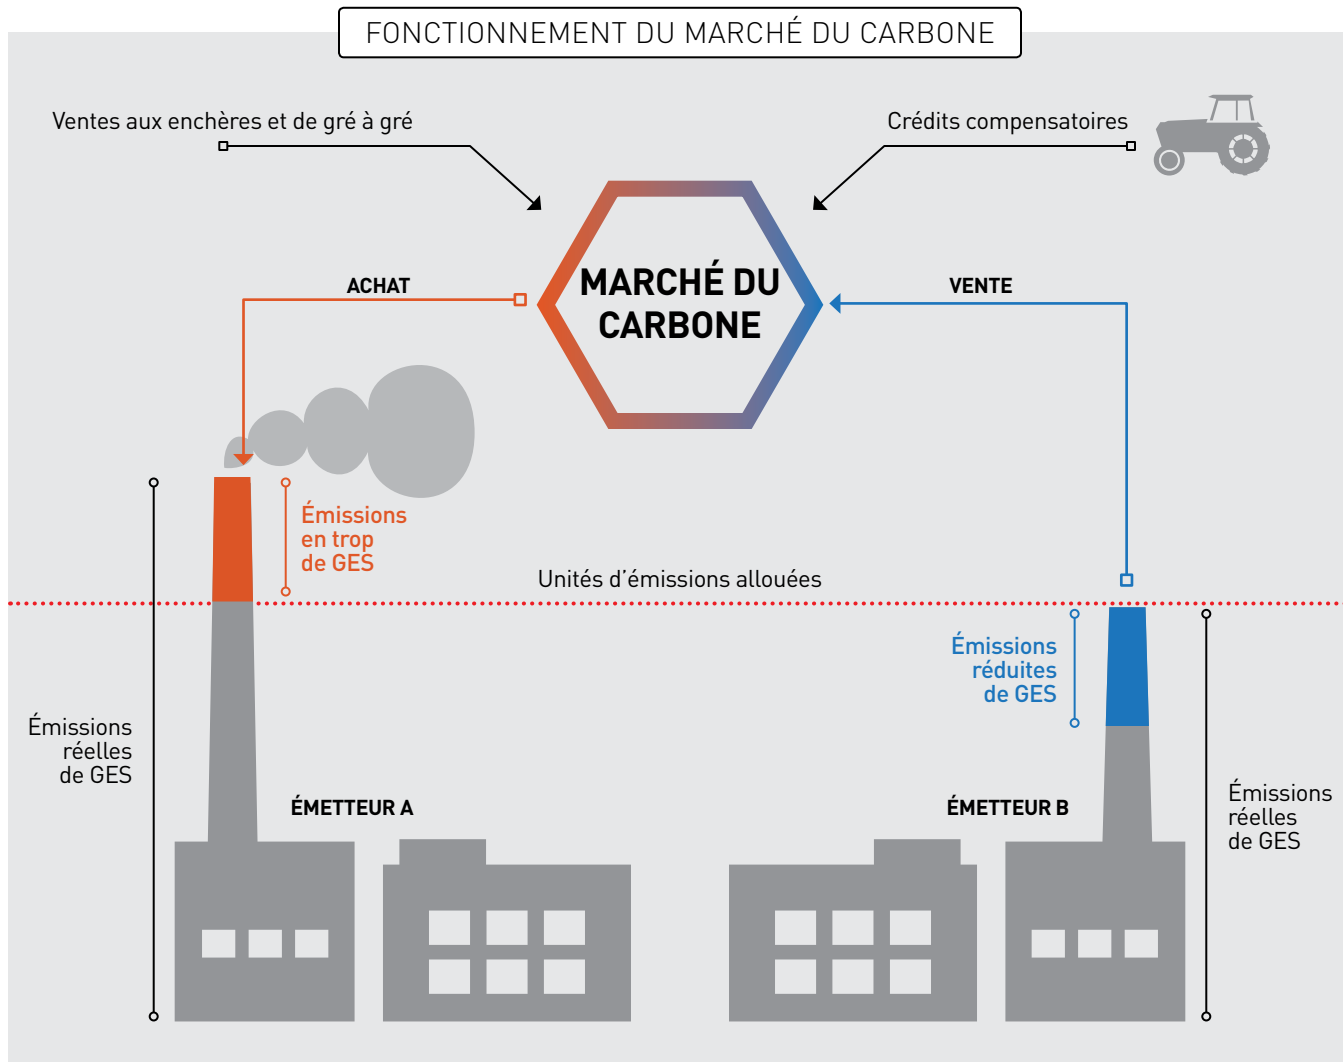 FONCTIONNEMENT DU MARCHÉ DU CARBONE
Ventes aux enchères et de gré à gré
Crédits compensatoires
MARCHÉ DU
CARBONE
ACHAT
VENTE
Émissions
en trop
de GES
Unités d'émissions allouées
Émissions
réduites
de GES
Émissions
réelles
de GES
ÉMETTEUR A
ÉMETTEUR B
Émissions
réelles
de GES